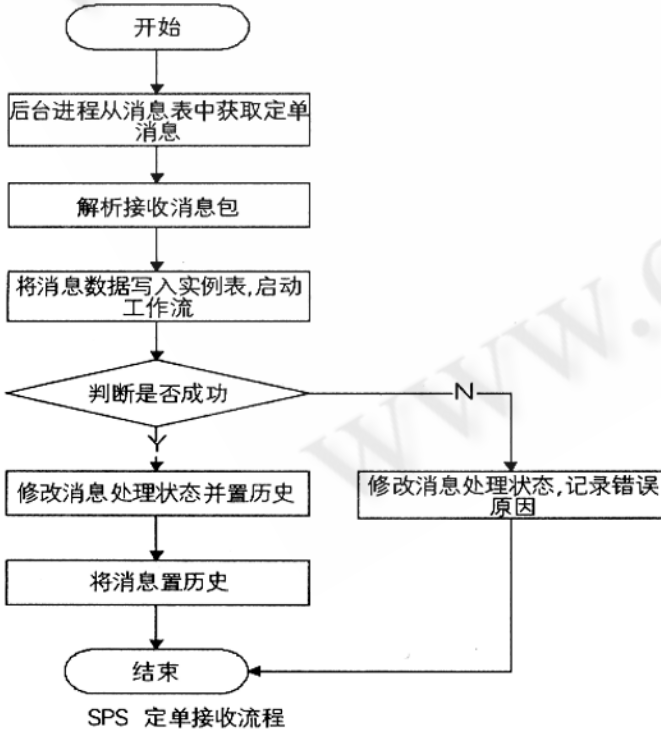 开始
后台进程从消息表中获取定单
消息
解析接收消息包
将消息数据写入实例表,启动
工作流
判断是否成功
N
Y
修改消息处理状态并置历史
修改消息处理状态,记录错误
原因
将消息置历史
结束
SPS 定单接收流程
www.